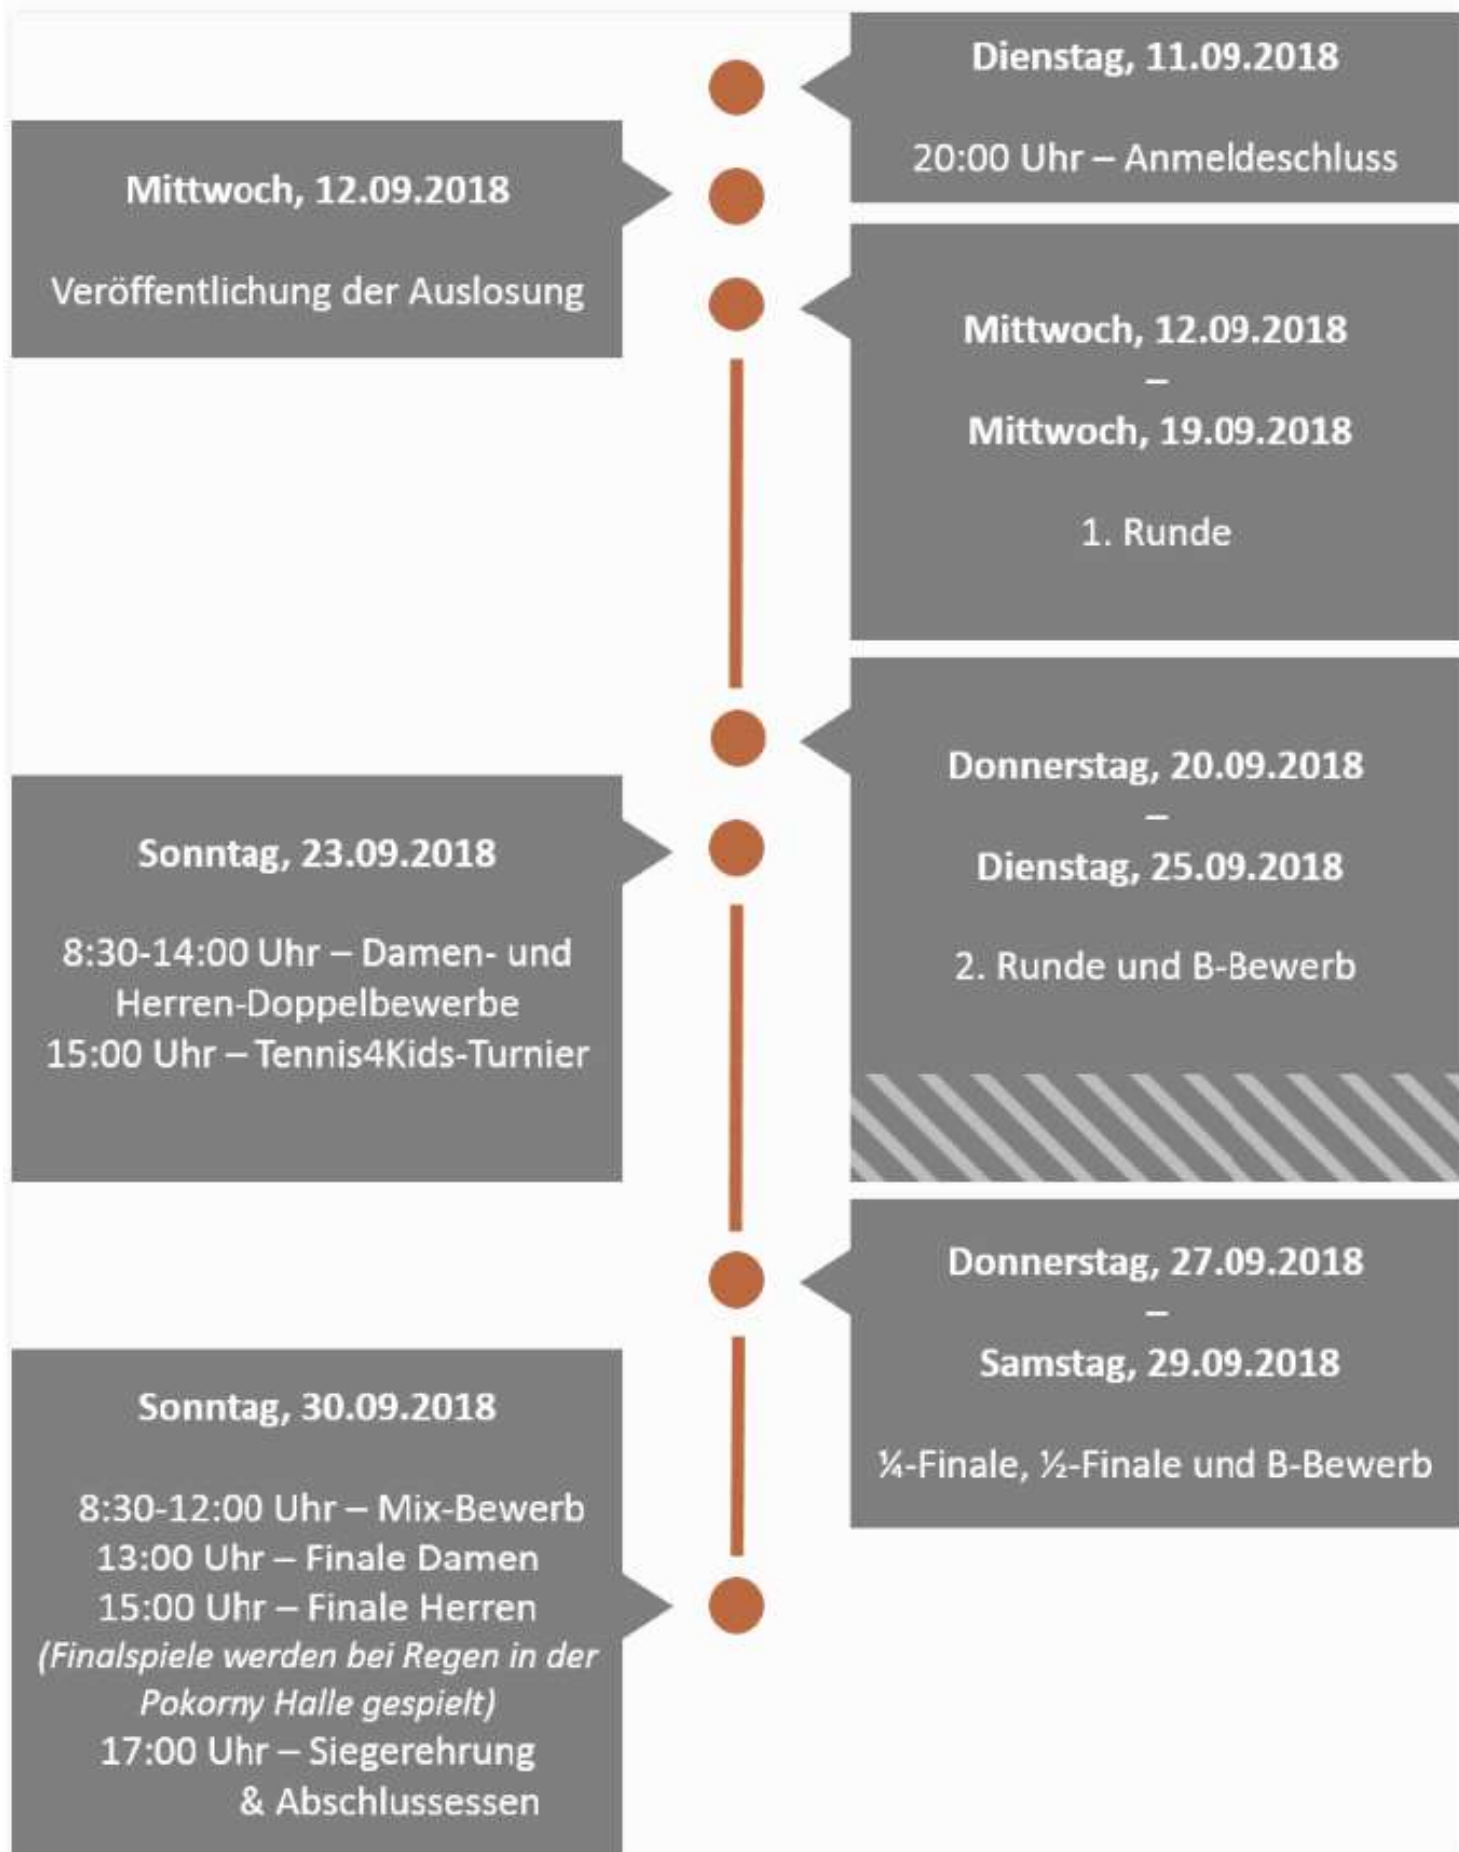 Dienstag, 11.09.2018
20:00 Uhr – Anmeldeschluss
Mittwoch, 12.09.2018
Veröffentlichung der Auslosung
Mittwoch, 12.09.2018
–
Mittwoch, 19.09.2018
1. Runde
Donnerstag, 20.09.2018
–
Dienstag, 25.09.2018
2. Runde und B-Bewerb
Sonntag, 23.09.2018
8:30-14:00 Uhr – Damen- und
Herren-Doppelbewerbe
15:00 Uhr – Tennis4Kids-Turnier
Donnerstag, 27.09.2018
–
Samstag, 29.09.2018
¼-Finale, ½-Finale und B-Bewerb
Sonntag, 30.09.2018
8:30-12:00 Uhr – Mix-Bewerb
13:00 Uhr – Finale Damen
15:00 Uhr – Finale Herren
(Finalspiele werden bei Regen in der
Pokorny Halle gespielt)
17:00 Uhr – Siegerehrung
& Abschlussessen